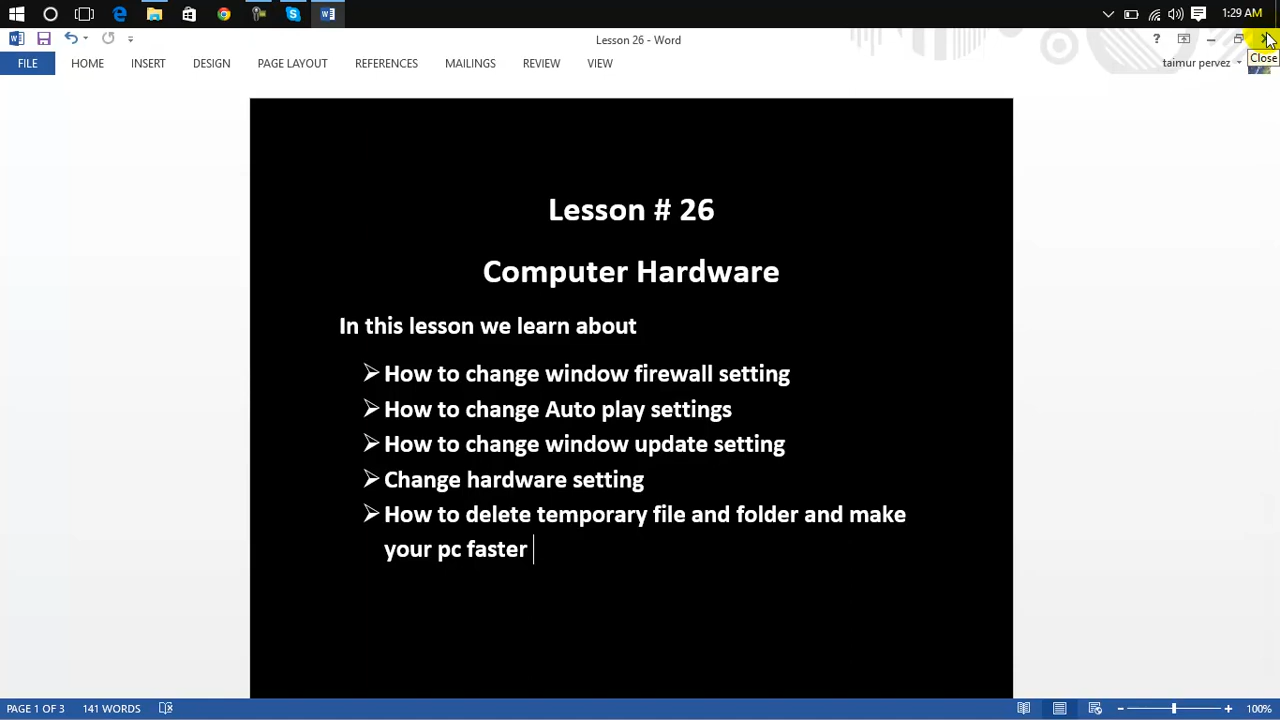 1:29 AM
Lesson 26 - Word
?
Close
FILE HOME INSERT DESIGN PAGE LAYOUT REFERENCES MAILINGS REVIEW VIEW
taimur pervez
Lesson # 26
Computer Hardware
In this lesson we learn about
➢ How to change window firewall setting
➢ How to change Auto play settings
➢ How to change window update setting
➢ Change hardware setting
➢ How to delete temporary file and folder and make
your pc faster
PAGE 1 OF 3 141 WORDS
100%